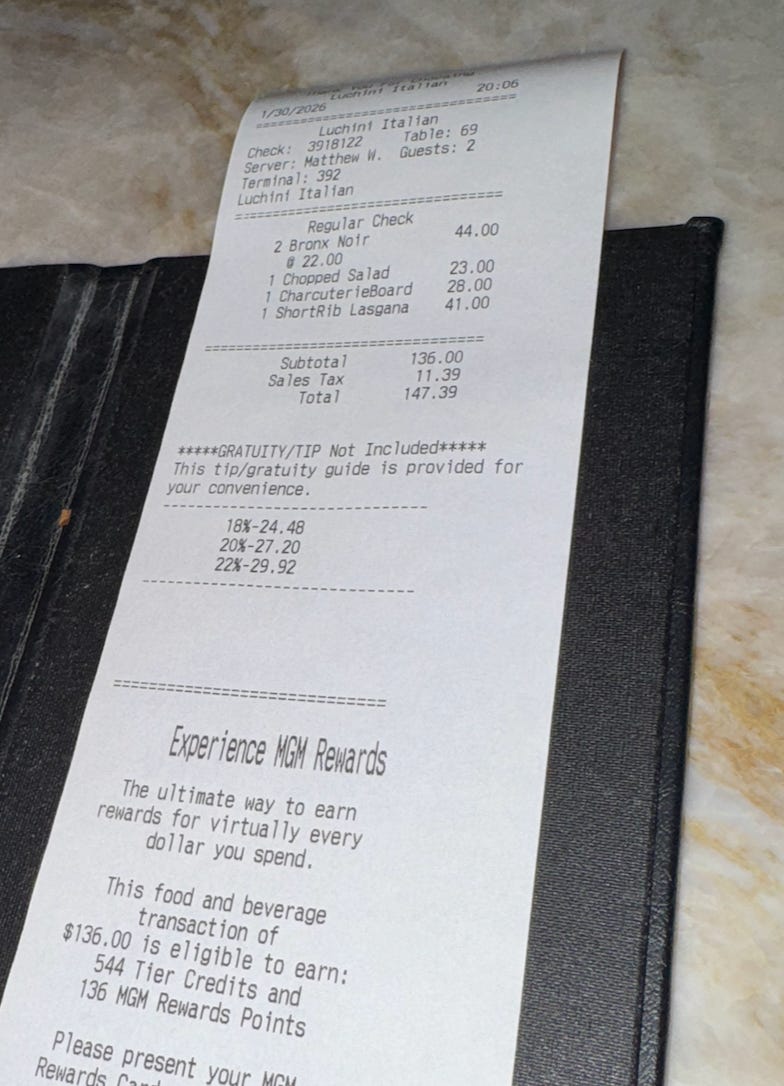 Thank You For Choosing
Luchini Italian
1/30/2026 20:06
===========================
Luchini Italian
Check: 3918122 Table: 69
Server: Matthew W. Guests: 2
Terminal: 392
Luchini Italian
===========================
Regular Check
2 Bronx Noir 44.00
@ 22.00
1 Chopped Salad 23.00
1 CharcuterieBoard 28.00
1 ShortRib Lasgana 41.00
===========================
Subtotal 136.00
Sales Tax 11.39
Total 147.39
*****GRATUITY/TIP Not Included*****
This tip/gratuity guide is provided for
your convenience.
------------------------------
18%-24.48
20%-27.20
22%-29.92
------------------------------
===========================
Experience MGM Rewards
The ultimate way to earn
rewards for virtually every
dollar you spend.
This food and beverage
transaction of
$136.00 is eligible to earn:
544 Tier Credits and
136 MGM Rewards Points
Please present your MGM
Rewards Card